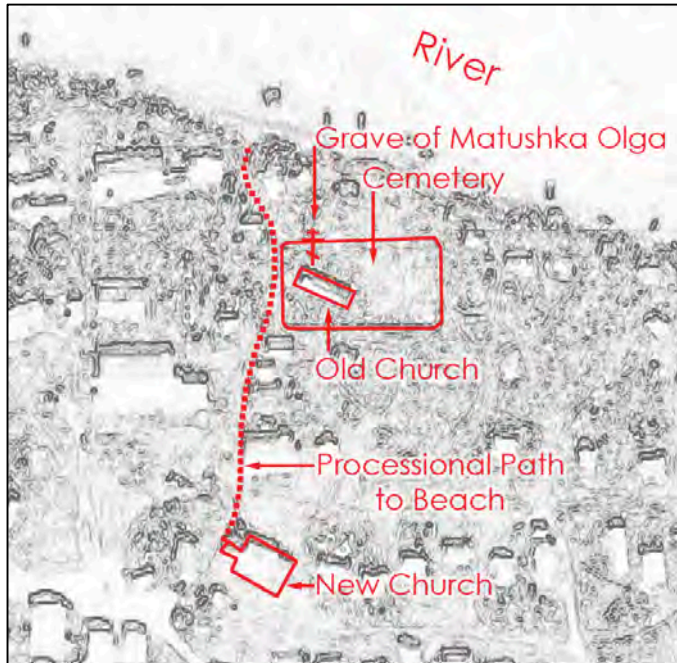 River
Grave of Matushka Olga
Cemetery
Old Church
Processional Path
to Beach
New Church